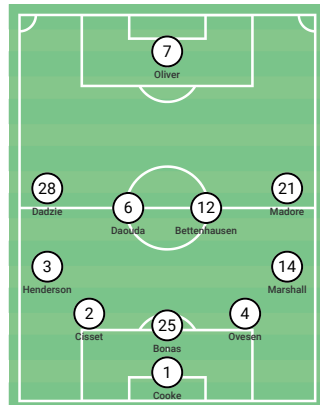 7
Oliver
28
Dadzie
21
Madore
6
Daouda
12
Bettenhausen
3
Henderson
14
Marshall
2
Cisset
4
Ovesen
25
Bonas
1
Cooke